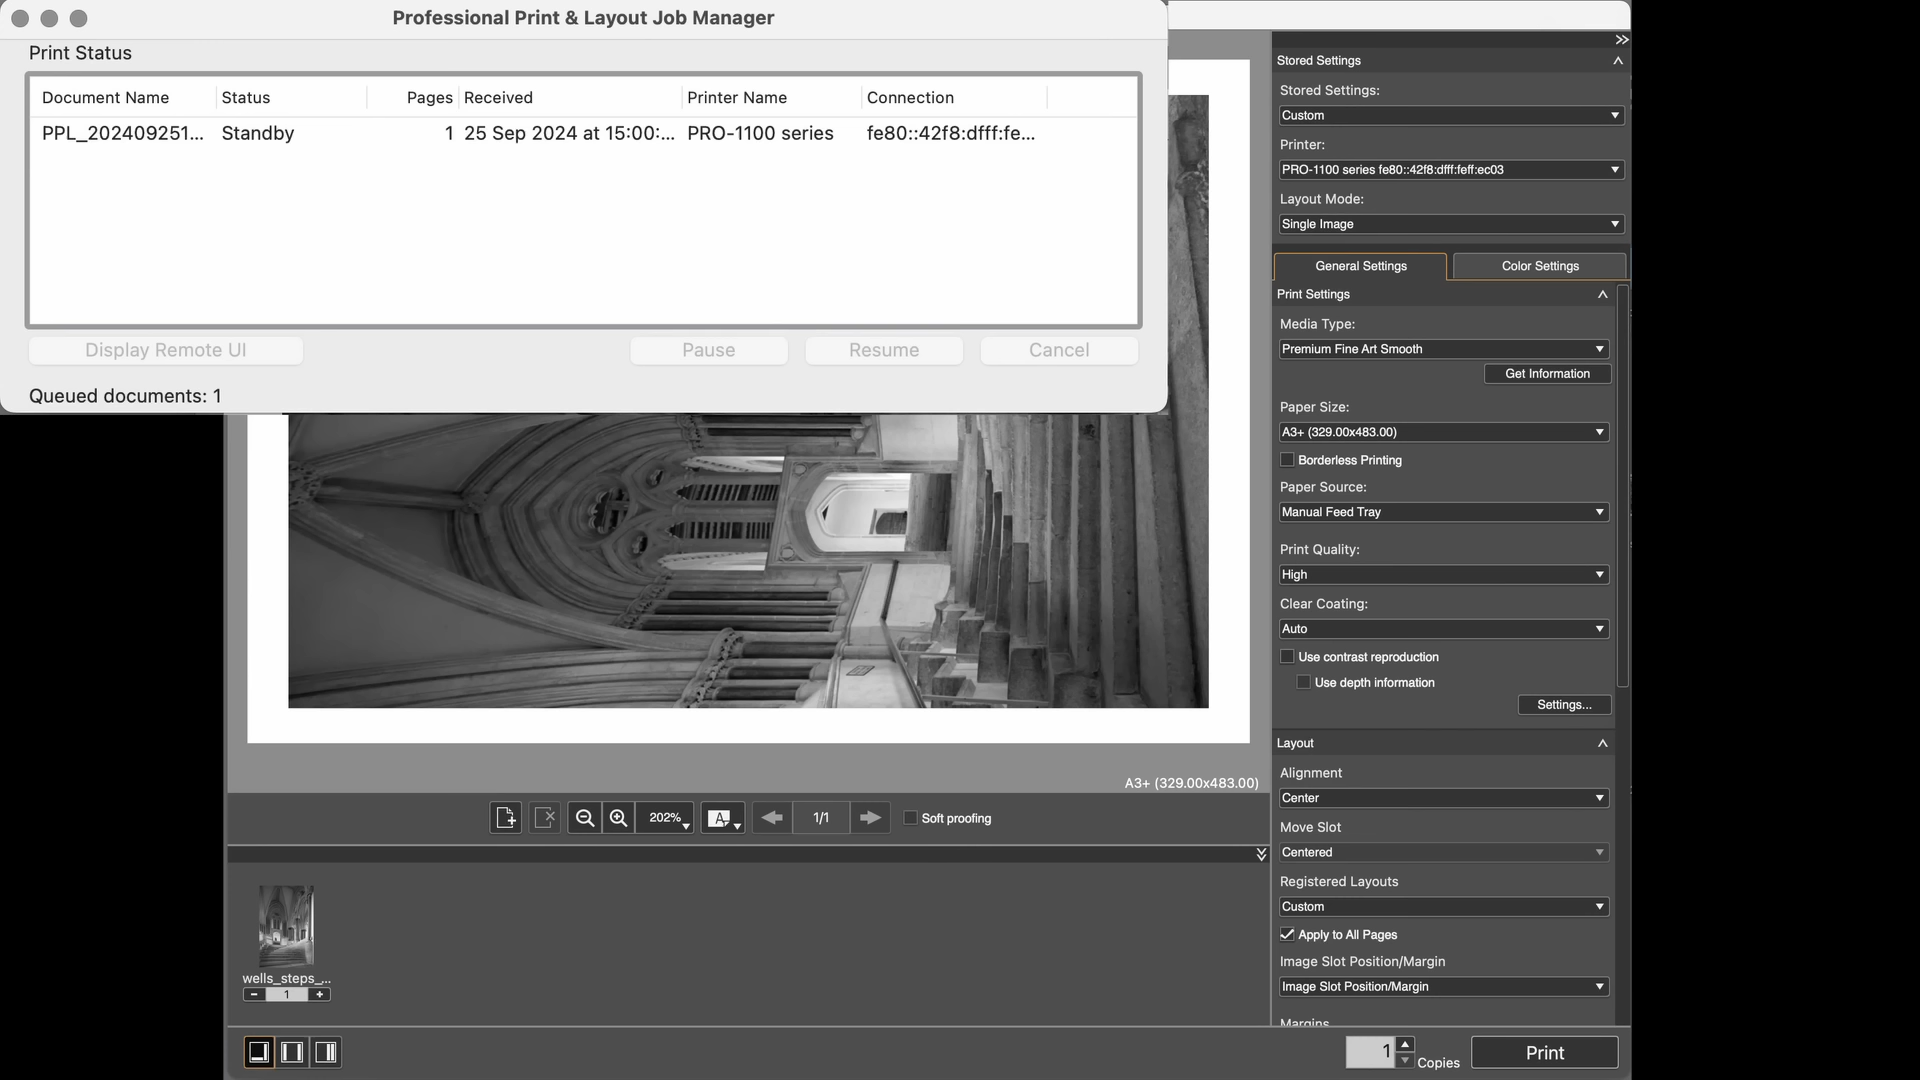 Professional Print & Layout Job Manager
Print Status
Document Name Status Pages Received Printer Name Connection
PPL_202409251... Standby 1 25 Sep 2024 at 15:00:... PRO-1100 series fe80::42f8:dfff:fe...
Display Remote UI Pause Resume Cancel
Queued documents: 1
Stored Settings
Stored Settings:
Custom
Printer:
PRO-1100 series fe80::42f8:dfff:feff:ec03
Layout Mode:
Single Image
General Settings Color Settings
Print Settings
Media Type:
Premium Fine Art Smooth
Get Information
Paper Size:
A3+ (329.00x483.00)
Borderless Printing
Paper Source:
Manual Feed Tray
Print Quality:
High
Clear Coating:
Auto
Use contrast reproduction
Use depth information
Settings...
Layout
Alignment
Center
Move Slot
Centered
Registered Layouts
Custom
Apply to All Pages
Image Slot Position/Margin
Image Slot Position/Margin
Margins
A3+ (329.00x483.00)
202% A 1/1 Soft proofing
wells_steps_...
1
1 Copies Print